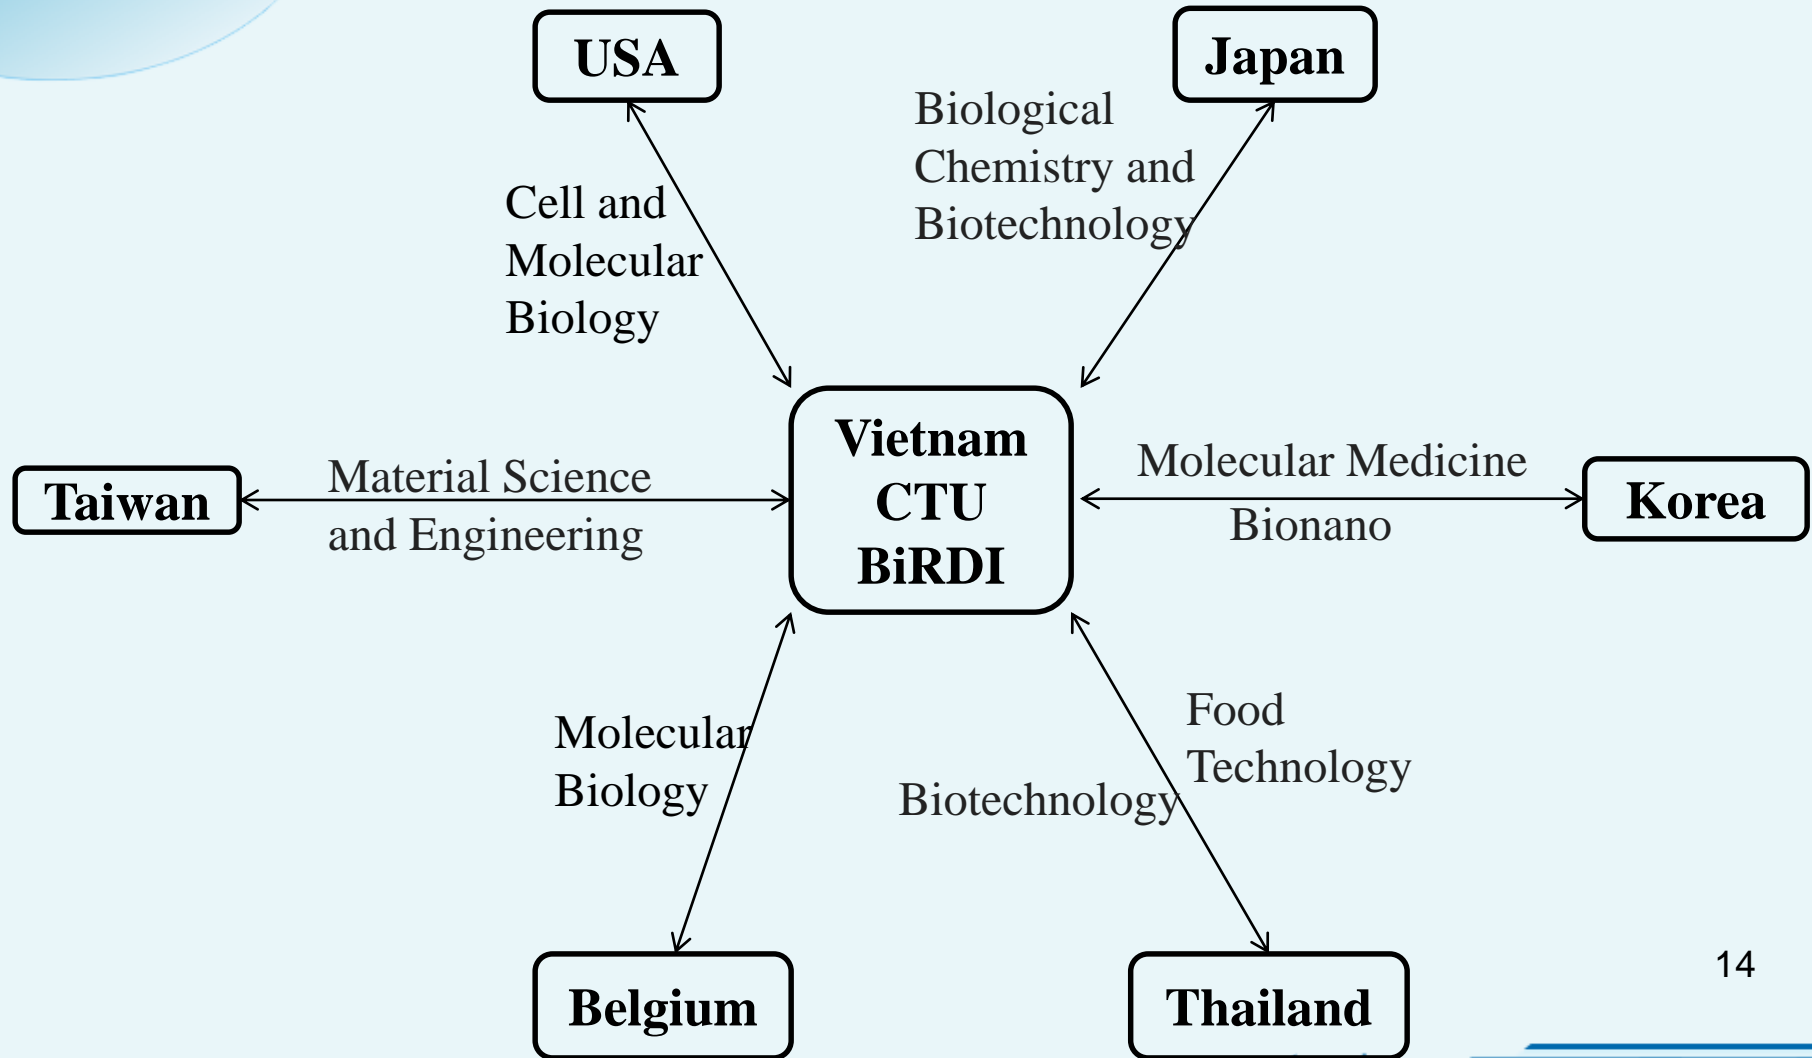 USA
Japan
Biological
Chemistry and
Biotechnology
Cell and
Molecular
Biology
Vietnam
CTU
BiRDI
Taiwan
Material Science
and Engineering
Molecular Medicine
Bionano
Korea
Molecular
Biology
Biotechnology
Food
Technology
Belgium
Thailand
14